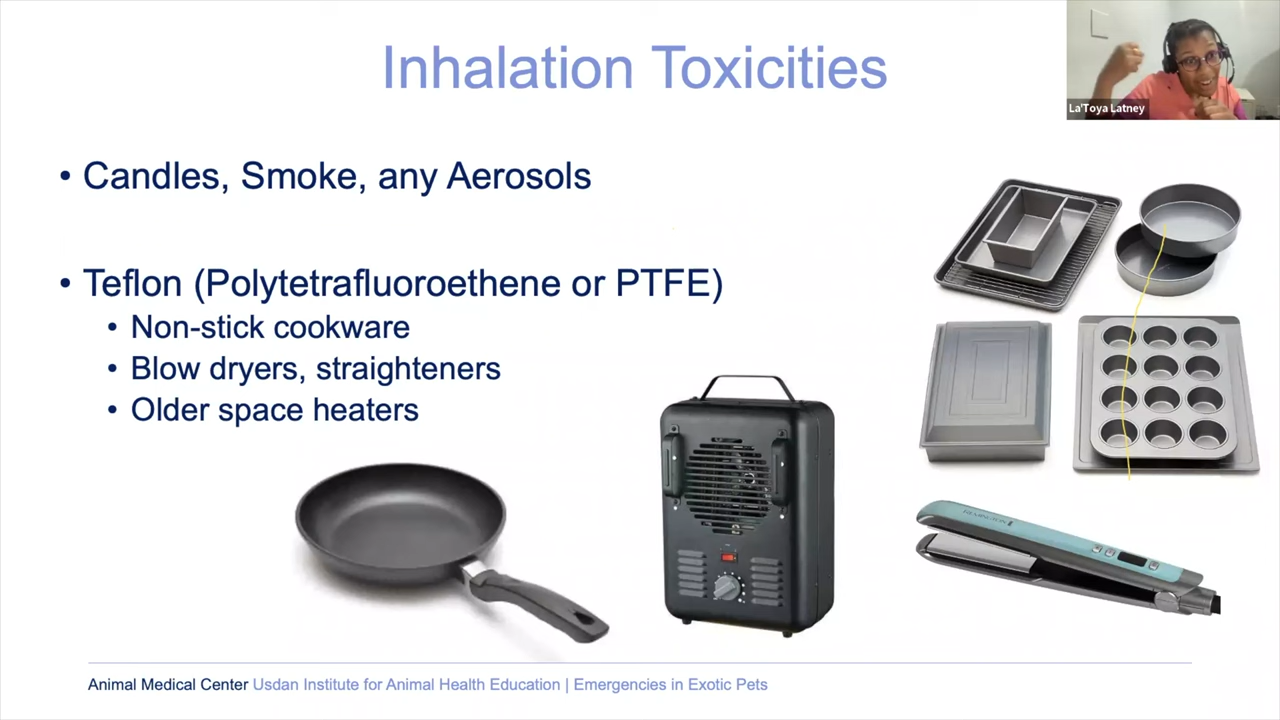 Inhalation Toxicities
La'Toya Latney
• Candles, Smoke, any Aerosols
• Teflon (Polytetrafluoroethene or PTFE)
• Non-stick cookware
• Blow dryers, straighteners
• Older space heaters
REMINGTON
Animal Medical Center Usdan Institute for Animal Health Education | Emergencies in Exotic Pets